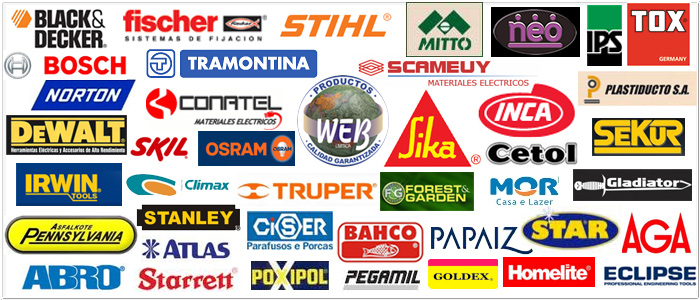 BLACK&
DECKER®
fischer
SISTEMAS DE FIJACION
STIHL®
MITTO
neo
IPS
TOX
GERMANY
BOSCH
TRAMONTINA
SCAMEUY
MATERIALES ELECTRICOS
NORTON
CONATEL
MATERIALES ELECTRICOS
PRODUCTOS
WEB
CALIDAD GARANTIZADA
Sika®
INCA
PLASTIDUCTO S.A.
DEWALT®
Herramientas Eléctricas y Accesorios de Alto Rendimiento
SKIL®
OSRAM
OSRAM
Cetol
SEKUR
IRWIN®
TOOLS
Climax
TRUPER®
F&G
FOREST&
GARDEN
MOR®
Casa e Lazer
Gladiator
ASFALKOTE
PENNSYLVANIA
STANLEY®
ATLAS
CISER
Parafusos e Porcas
BAHCO
PAPAIZ
STAR
AGA
ABRO®
Starrett®
POXIPOL®
PEGAMIL
GOLDEX.
Homelite®
ECLIPSE
PROFESSIONAL ENGINEERING TOOLS